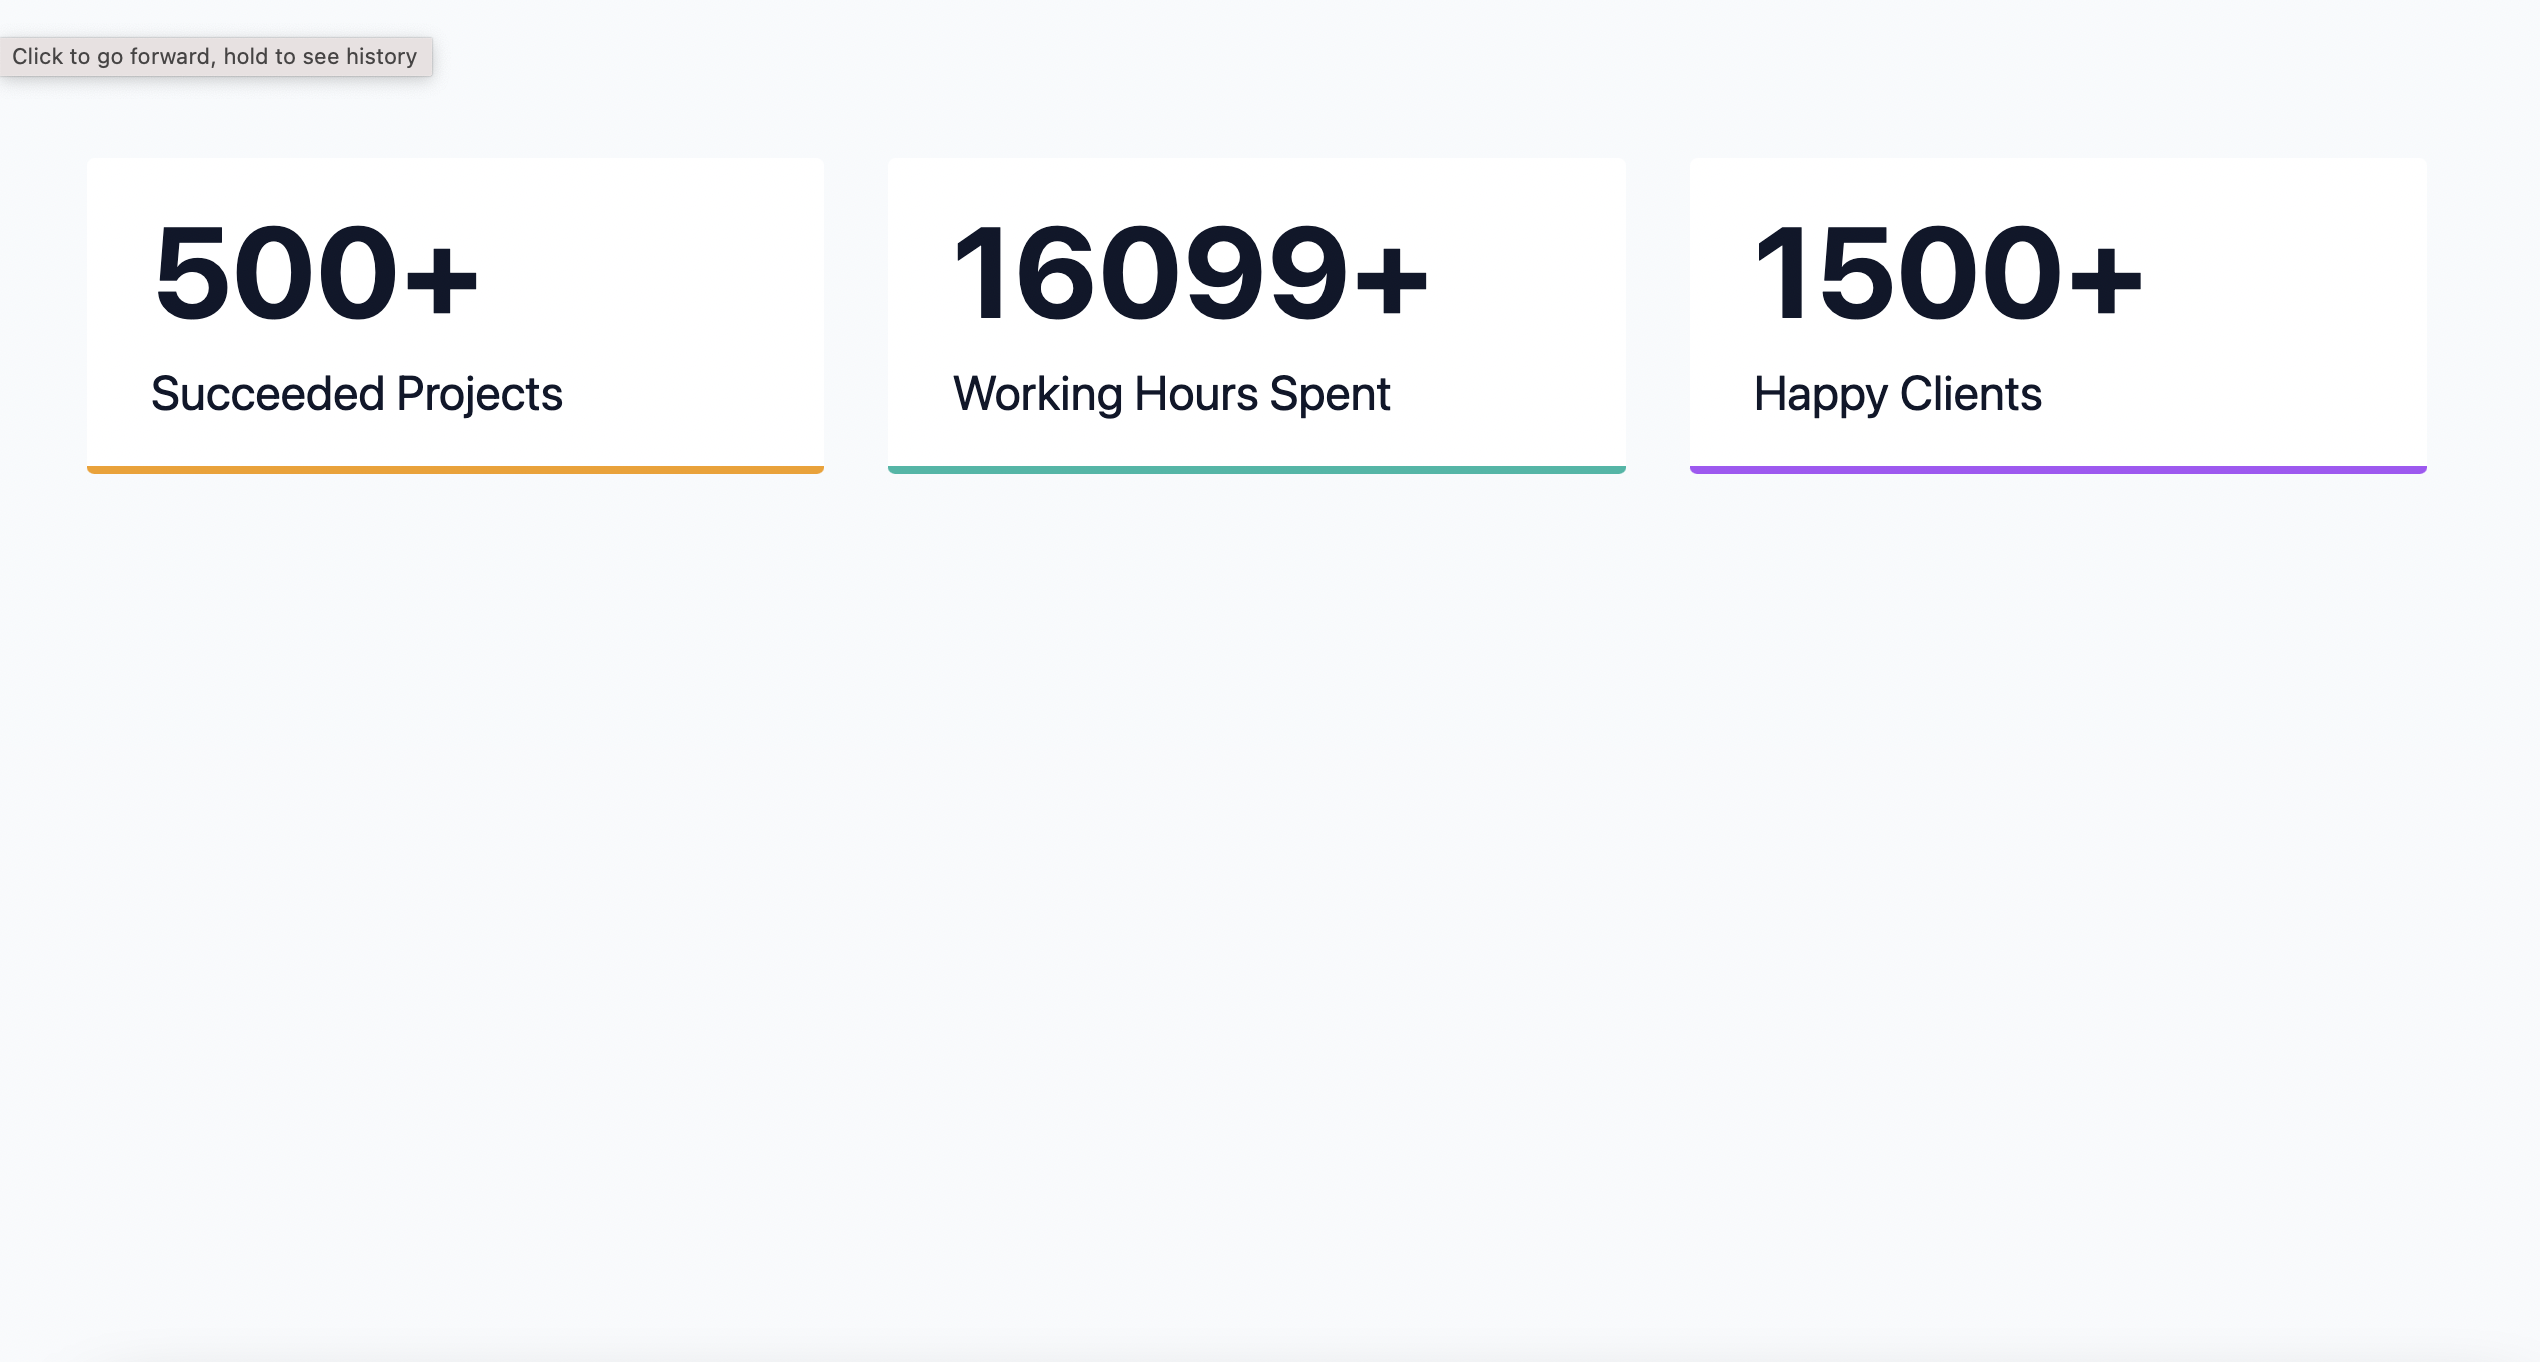 Click to go forward, hold to see history
500+
Succeeded Projects
16099+
Working Hours Spent
1500+
Happy Clients